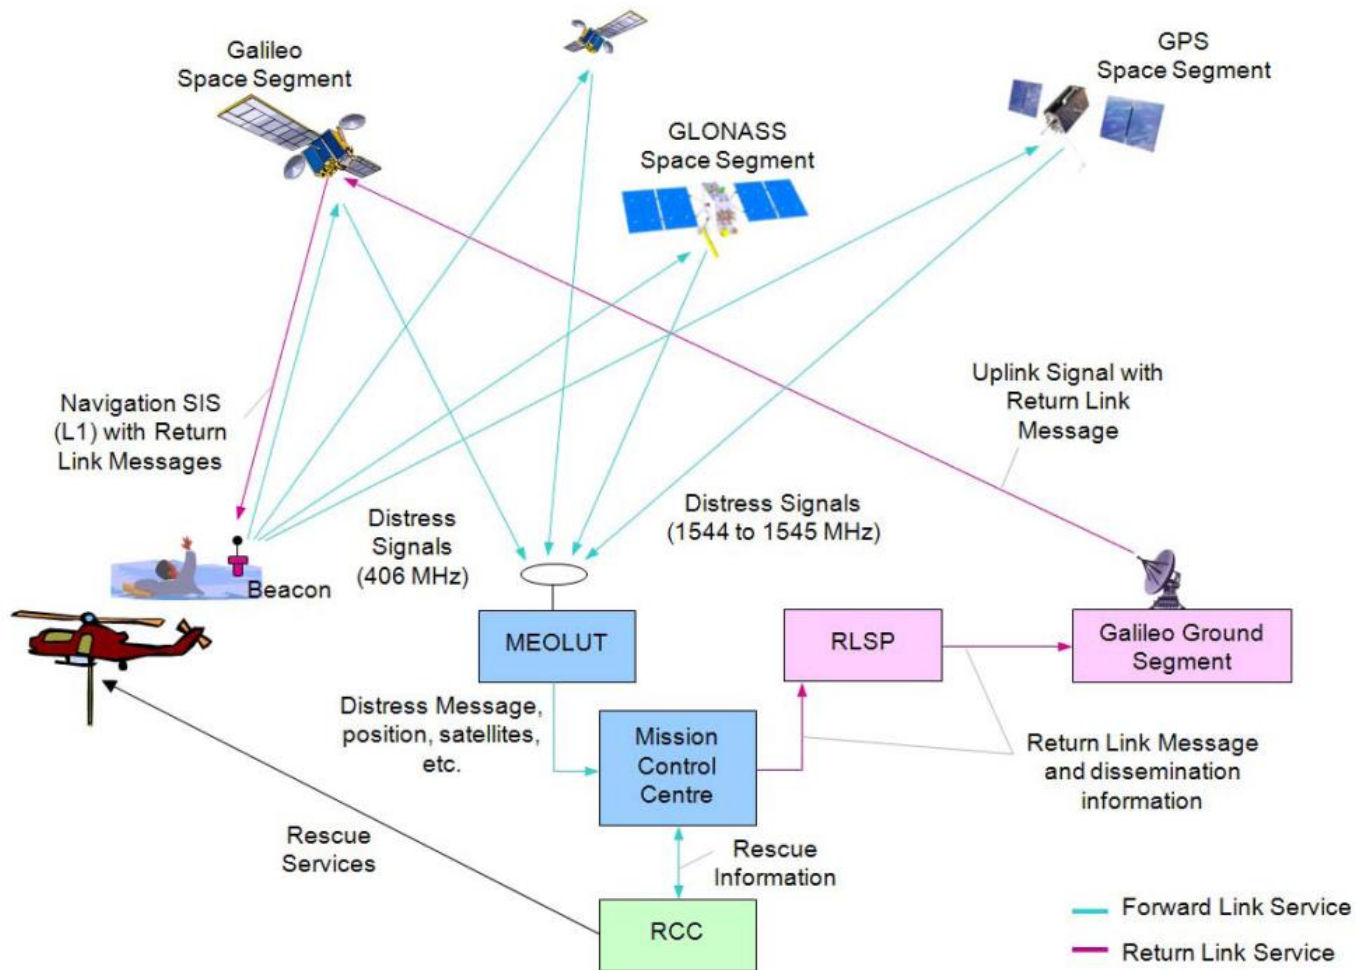 Galileo
Space Segment
GPS
Space Segment
GLONASS
Space Segment
Navigation SIS
(L1) with Return
Link Messages
Uplink Signal with
Return Link
Message
Distress
Signals
(406 MHz)
Distress Signals
(1544 to 1545 MHz)
Beacon
MEOLUT
RLSP
Galileo Ground
Segment
Distress Message,
position, satellites,
etc.
Mission
Control
Centre
Return Link Message
and dissemination
information
Rescue
Services
Rescue
Information
RCC
Forward Link Service
Return Link Service